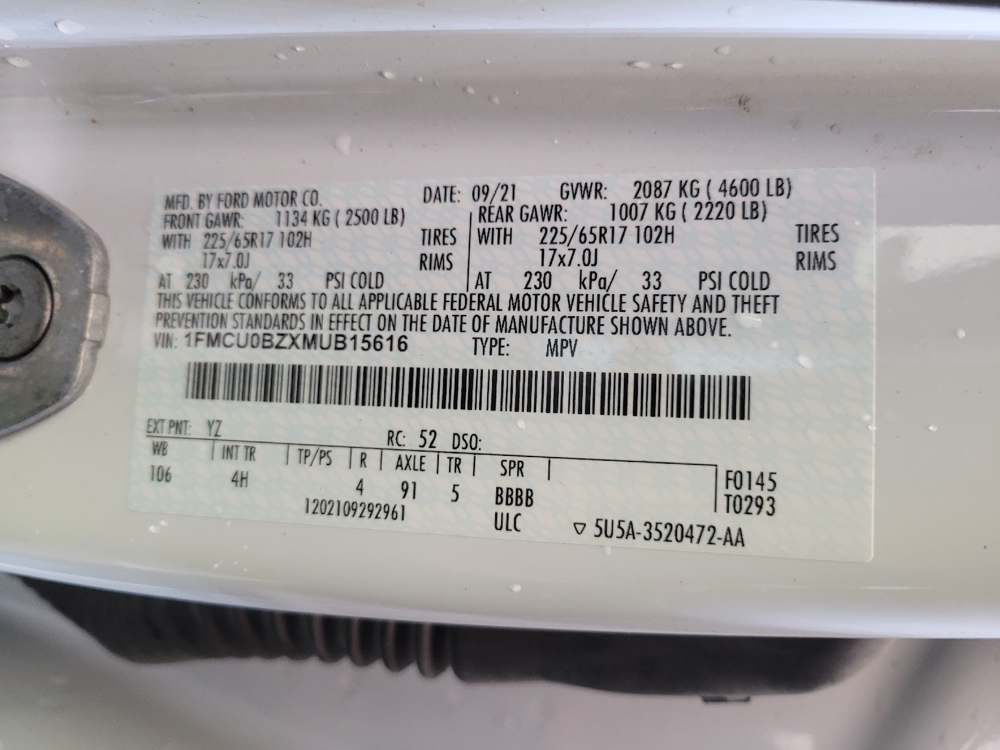 MFD. BY FORD MOTOR CO. DATE: 09/21 GVWR: 2087 KG ( 4600 LB)
FRONT GAWR: 1134 KG ( 2500 LB) REAR GAWR: 1007 KG ( 2220 LB)
WITH 225/65R17 102H TIRES WITH 225/65R17 102H TIRES
17x7.0J RIMS 17x7.0J RIMS
AT 230 kPa/ 33 PSI COLD AT 230 kPa/ 33 PSI COLD
THIS VEHICLE CONFORMS TO ALL APPLICABLE FEDERAL MOTOR VEHICLE SAFETY AND THEFT
PREVENTION STANDARDS IN EFFECT ON THE DATE OF MANUFACTURE SHOWN ABOVE.
VIN: 1FMCU0BZXMUB15616 TYPE: MPV
EXT PNT: YZ RC: 52 DSO:
WB INT TR TP/PS R AXLE TR SPR F0145
106 4H 4 91 5 BBBB T0293
1202109292961 ULC ▽ 5U5A-3520472-AA